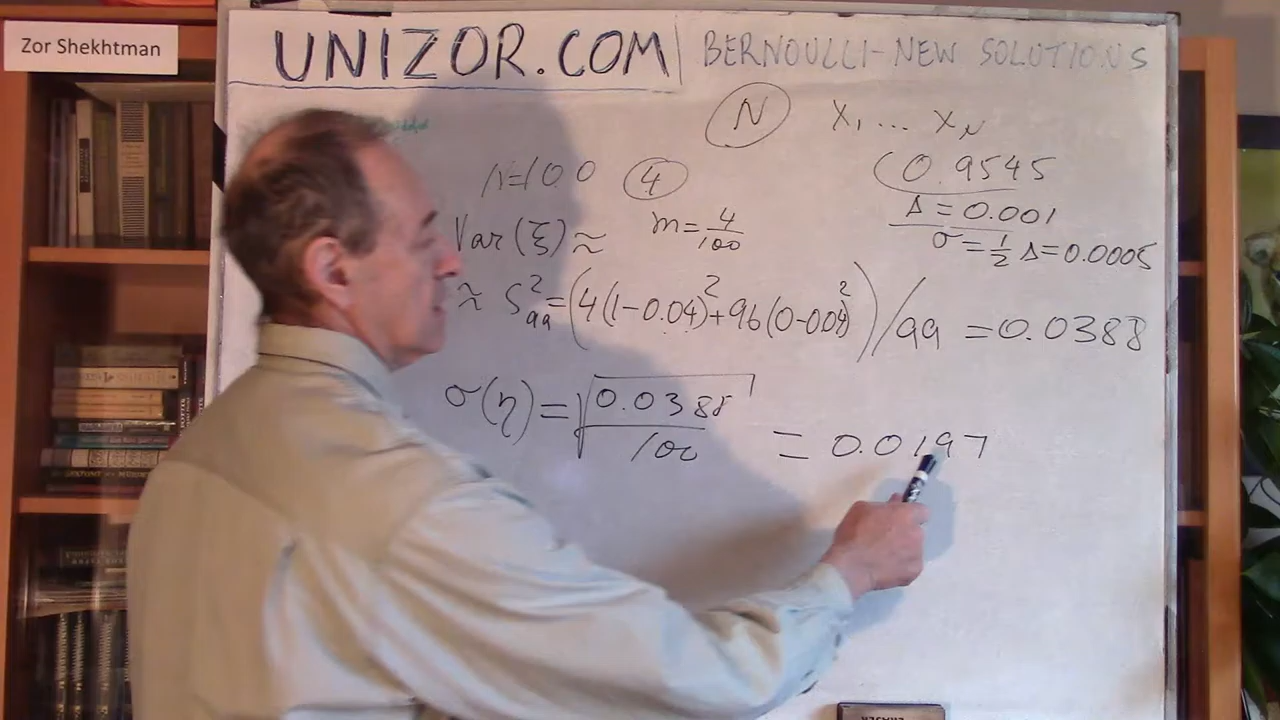 Zor Shekhtman
UNIZOR.COM | BERNOULLI-NEW SOLUTIONS
N x₁ ... x_N
N=100 4 0.9545
m=4/100 Δ=0.001
Var(ξ)≈ σ=1/2 Δ=0.0005
≈ S²₉₉=(4(1-0.04)²+96(0-0.04)²)/99 =0.0388
σ(η)=√0.0388/100 =0.0197